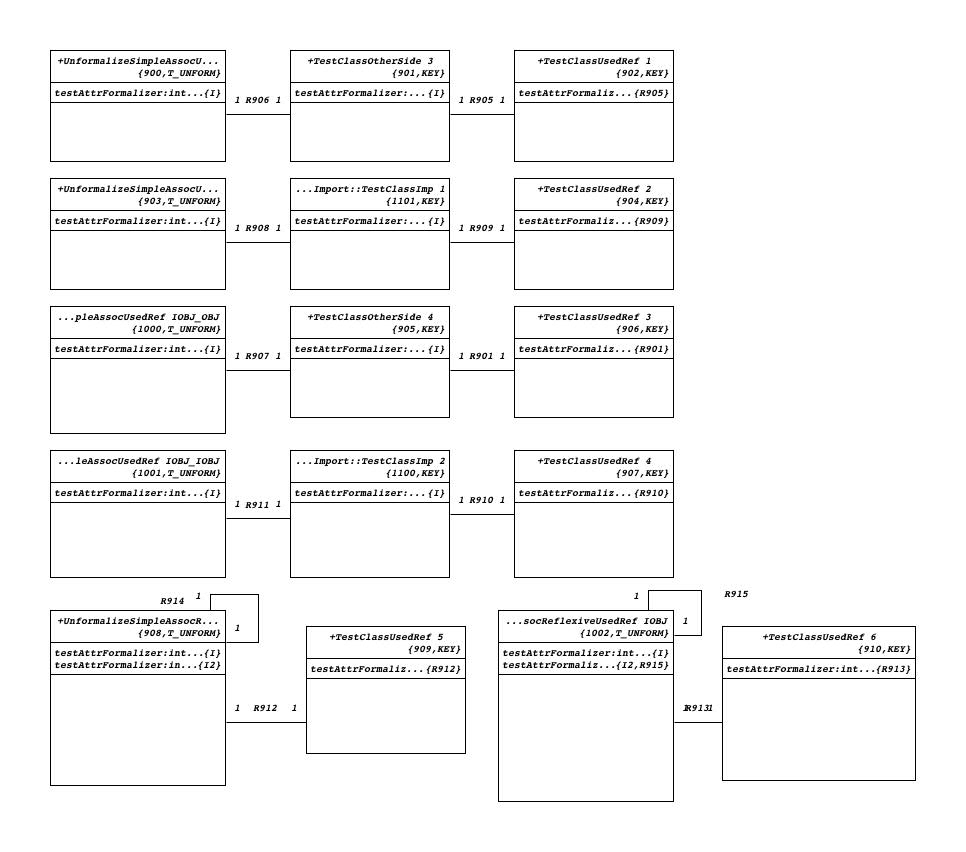 +UnformalizeSimpleAssocU...
{900,T_UNFORM}
testAttrFormalizer:int...{I}
1 R906 1
+TestClassOtherSide 3
{901,KEY}
testAttrFormalizer:...{I}
1 R905 1
+TestClassUsedRef 1
{902,KEY}
testAttrFormaliz...{R905}
+UnformalizeSimpleAssocU...
{903,T_UNFORM}
testAttrFormalizer:int...{I}
1 R908 1
...Import::TestClassImp 1
{1101,KEY}
testAttrFormalizer:...{I}
1 R909 1
+TestClassUsedRef 2
{904,KEY}
testAttrFormaliz...{R909}
...pleAssocUsedRef IOBJ_OBJ
{1000,T_UNFORM}
testAttrFormalizer:int...{I}
1 R907 1
+TestClassOtherSide 4
{905,KEY}
testAttrFormalizer:...{I}
1 R901 1
+TestClassUsedRef 3
{906,KEY}
testAttrFormaliz...{R901}
...leAssocUsedRef IOBJ_IOBJ
{1001,T_UNFORM}
testAttrFormalizer:int...{I}
1 R911 1
...Import::TestClassImp 2
{1100,KEY}
testAttrFormalizer:...{I}
1 R910 1
+TestClassUsedRef 4
{907,KEY}
testAttrFormaliz...{R910}
R914 1
+UnformalizeSimpleAssocR...
{908,T_UNFORM}
1
testAttrFormalizer:int...{I}
testAttrFormalizer:in...{I2}
1 R912 1
+TestClassUsedRef 5
{909,KEY}
testAttrFormaliz...{R912}
1 R915
...socReflexiveUsedRef IOBJ
{1002,T_UNFORM}
1
testAttrFormalizer:int...{I}
testAttrFormaliz...{I2,R915}
1R9131
+TestClassUsedRef 6
{910,KEY}
testAttrFormalizer:int...{R913}